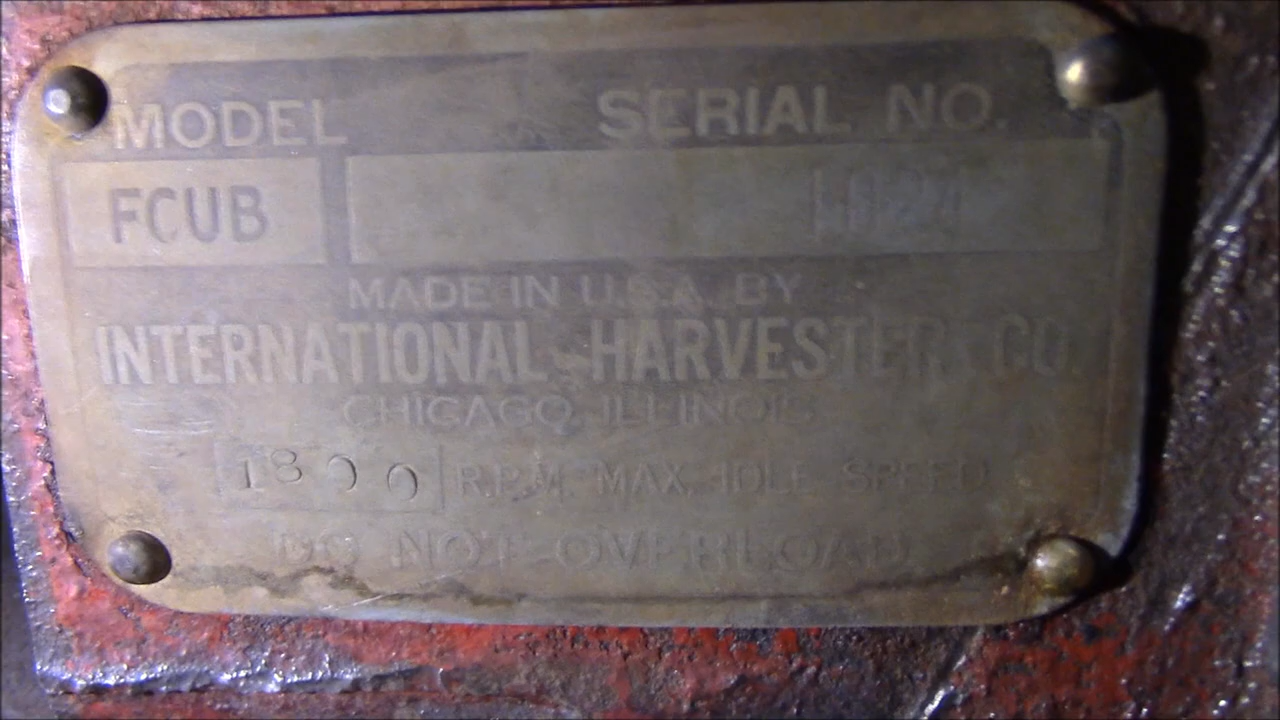 MODEL SERIAL NO.
FCUB
MADE IN U.S.A. BY
INTERNATIONAL HARVESTER CO.
CHICAGO, ILLINOIS
1800 R.P.M. MAX. IDLE SPEED
DO NOT OVERLOAD